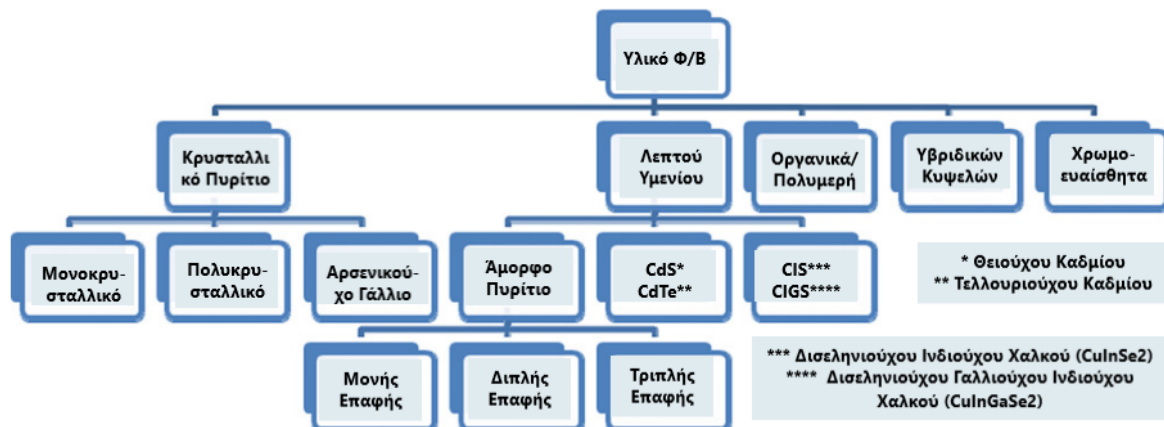 Υλικό Φ/Β
Κρυσταλλι
κό Πυρίτιο
Λεπτού
Υμενίου
Οργανικά/
Πολυμερή
Υβριδικών
Κυψελών
Χρωμο-
ευαίσθητα
Μονοκρυ-
σταλλικό
Πολυκρυ-
σταλλικό
Αρσενικού-
χο Γάλλιο
Άμορφο
Πυρίτιο
CdS*
CdTe**
CIS***
CIGS****
* Θειούχου Καδμίου
** Τελλουριούχου Καδμίου
Μονής
Επαφής
Διπλής
Επαφής
Τριπλής
Επαφής
*** Δισεληνιούχου Ινδιούχου Χαλκού (CuInSe2)
**** Δισεληνιούχου Γαλλιούχου Ινδιούχου
Χαλκού (CuInGaSe2)